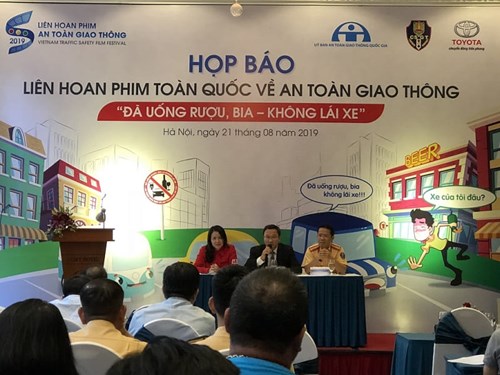 LIÊN HOAN PHIM
AN TOÀN GIAO THÔNG
VIETNAM TRAFFIC SAFETY FILM FESTIVAL
2019
ỦY BAN AN TOÀN GIAO THÔNG QUỐC GIA
TOYOTA
HỌP BÁO
LIÊN HOAN PHIM TOÀN QUỐC VỀ AN TOÀN GIAO THÔNG
"ĐÃ UỐNG RƯỢU, BIA – KHÔNG LÁI XE"
Hà Nội, ngày 21 tháng 08 năm 2019
BEER
Đã uống rượu, bia
không lái xe!!!
Xe của tôi đâu?